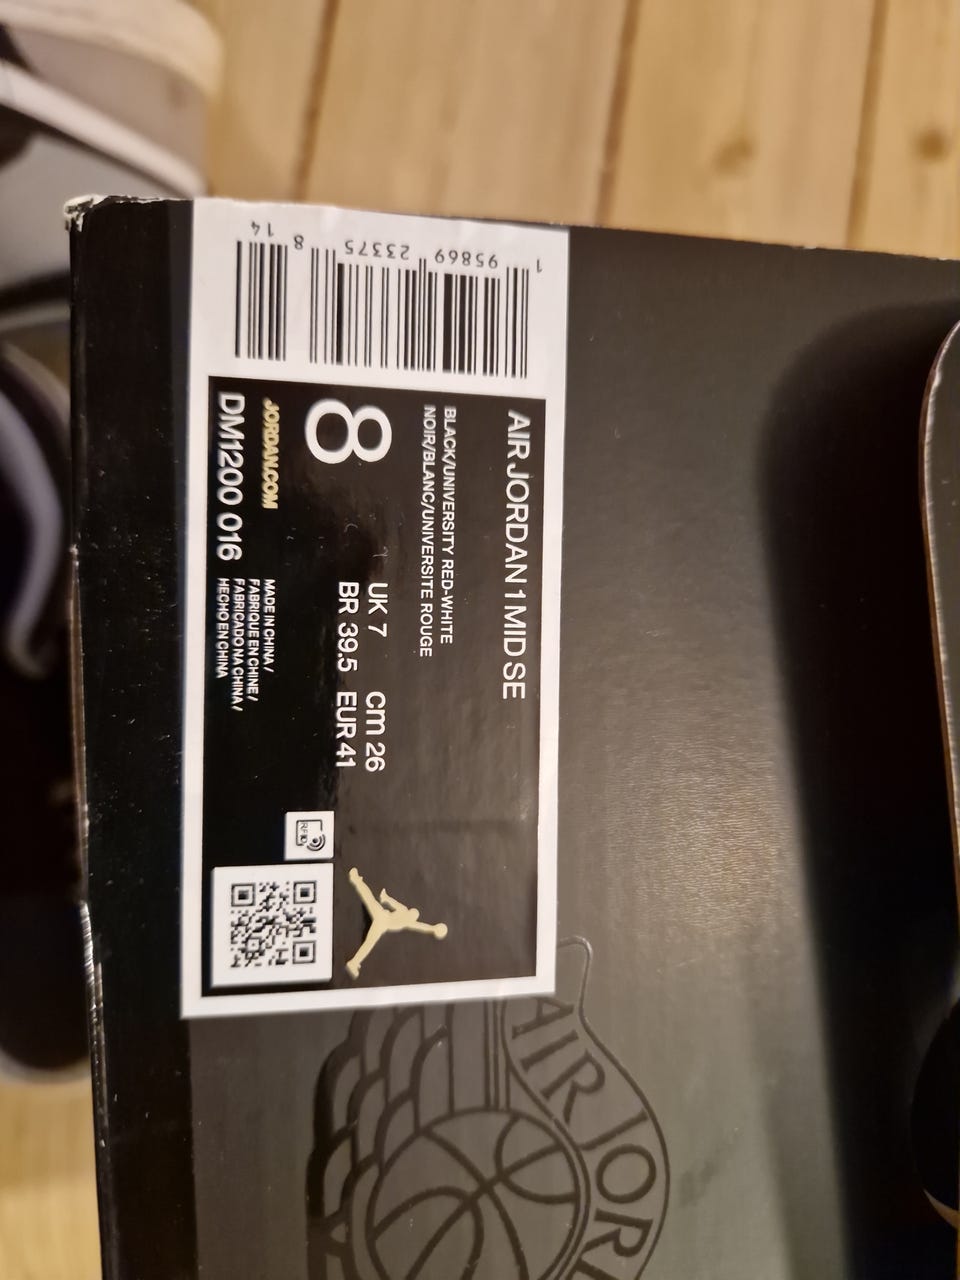 AIR JORDAN 1 MID SE
BLACK/UNIVERSITY RED-WHITE
NOIR/BLANC/UNIVERSITE ROUGE
8
UK 7 cm 26
BR 39.5 EUR 41
JORDAN.COM
DM1200 016
MADE IN CHINA /
FABRIQUE EN CHINE /
FABRICADO NA CHINA /
HECHO EN CHINA
RFID
1 95869 23375 8 14
AIR JOR